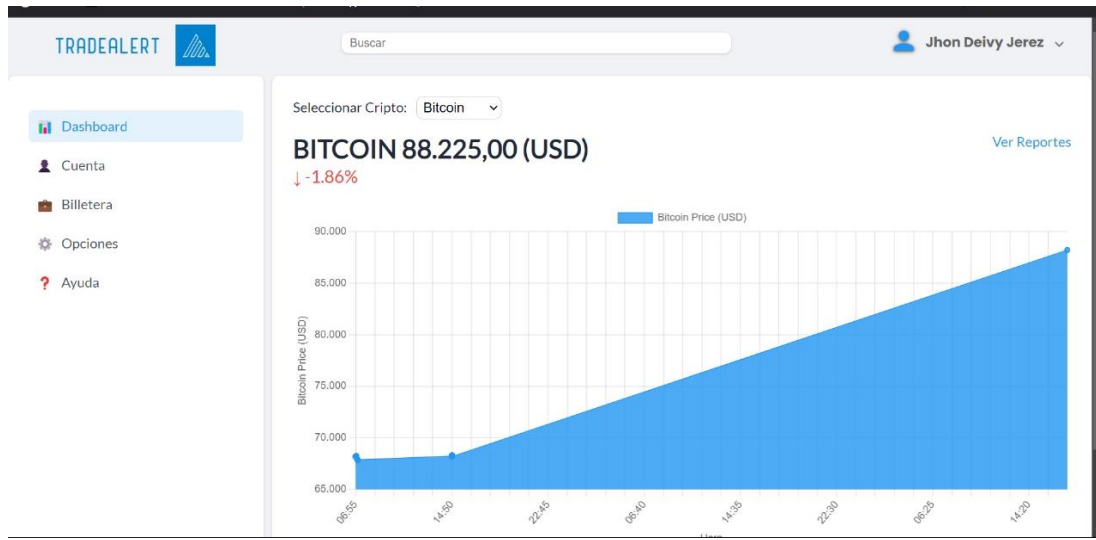 TRADEALERT
Buscar
Jhon Deivy Jerez
Dashboard
Cuenta
Billetera
Opciones
Ayuda
Seleccionar Cripto: Bitcoin
BITCOIN 88.225,00 (USD)
Ver Reportes
↓ -1.86%
Bitcoin Price (USD)
90.000
85.000
80.000
75.000
70.000
65.000
Bitcoin Price (USD)
06:55
14:50
22:45
06:40
14:35
22:30
06:25
14:20